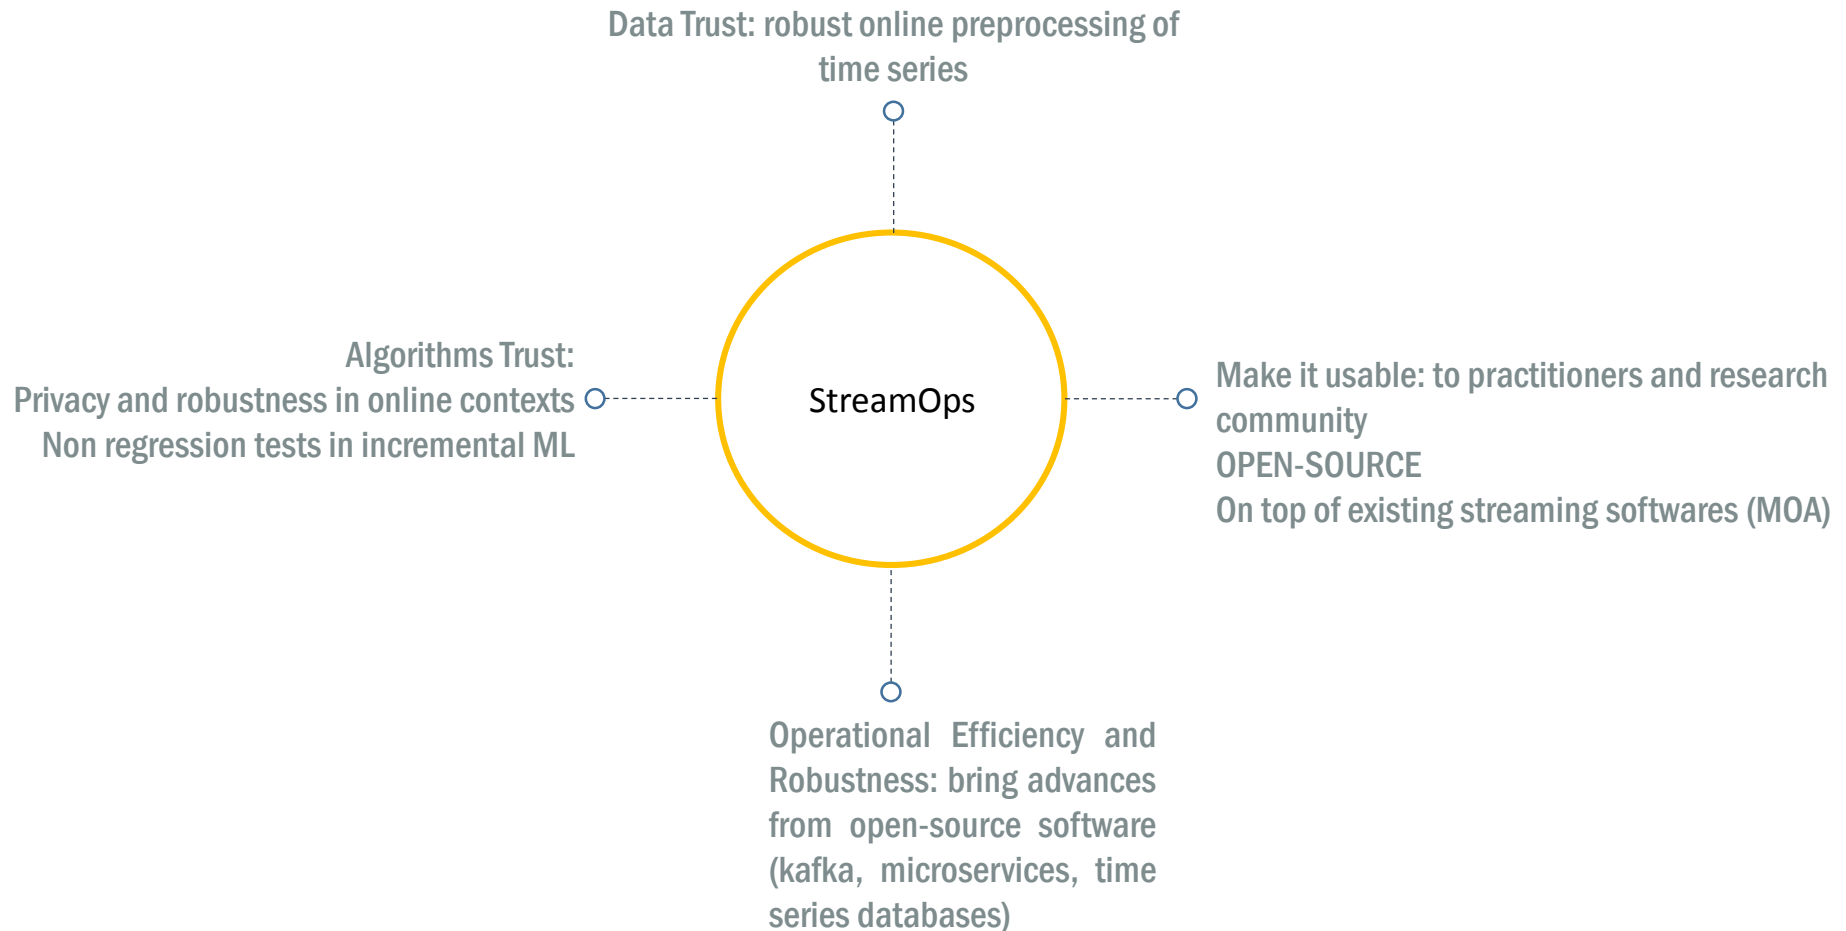 Data Trust: robust online preprocessing of
time series
Algorithms Trust:
Privacy and robustness in online contexts
Non regression tests in incremental ML
StreamOps
Make it usable: to practitioners and research
community
OPEN-SOURCE
On top of existing streaming softwares (MOA)
Operational Efficiency and
Robustness: bring advances
from open-source software
(kafka, microservices, time
series databases)